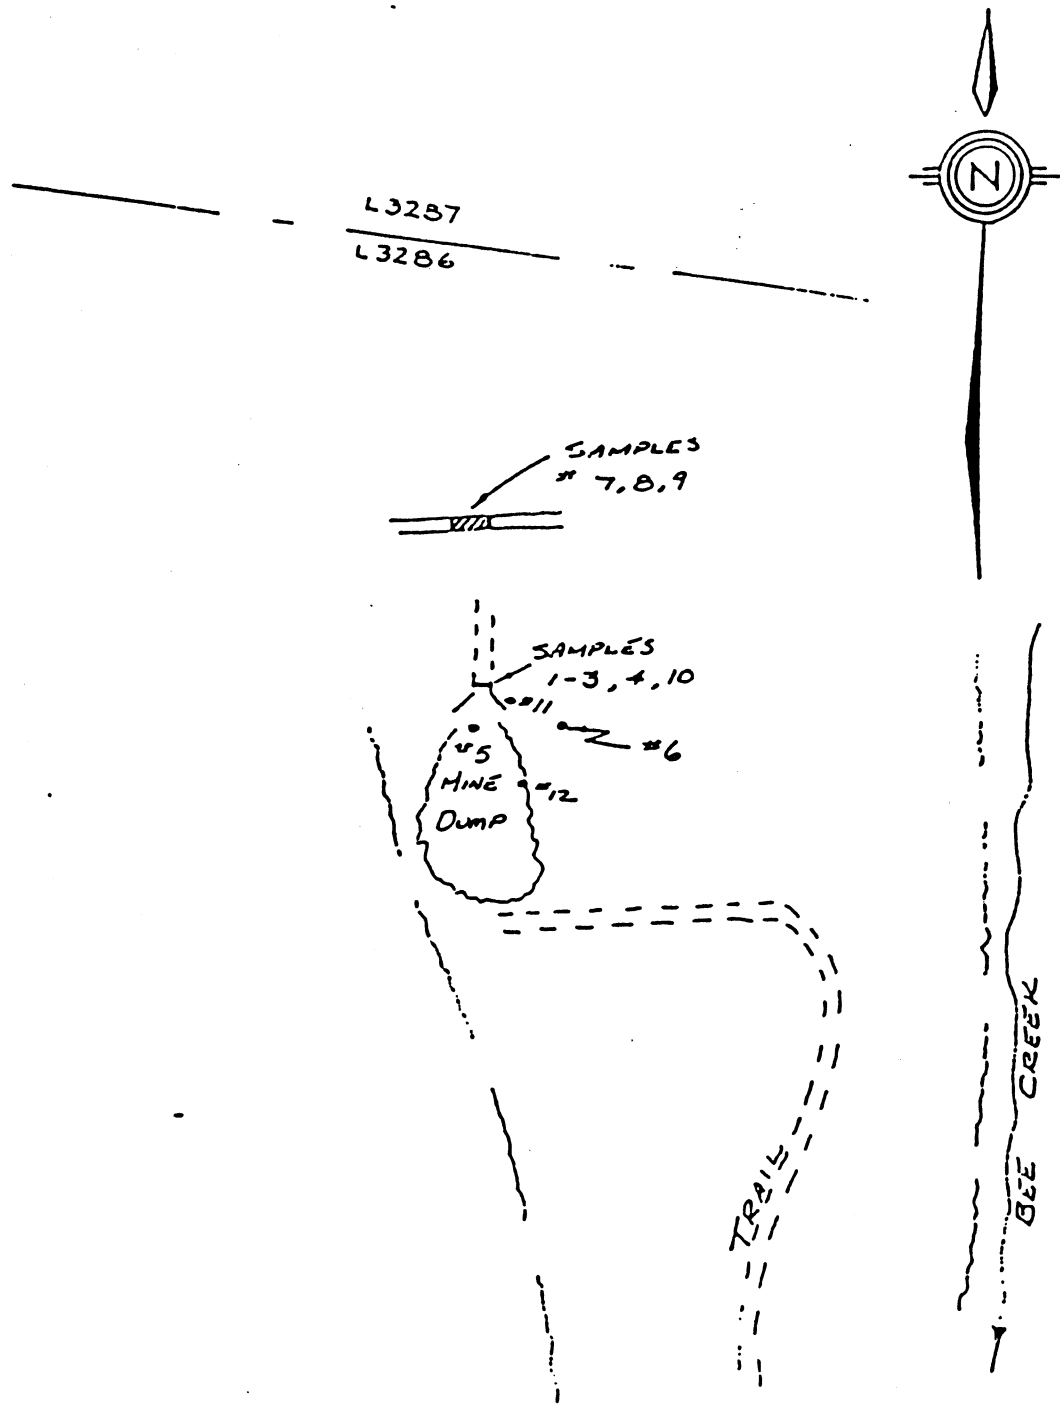 N
L3287
L3286
SAMPLES
# 7,8,9
SAMPLES
1-3, 4, 10
#11
#6
#5
MINE
#12
DUMP
TRAIL
BEE CREEK